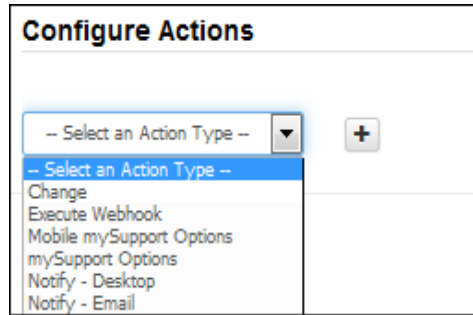 Configure Actions
-- Select an Action Type --
+
-- Select an Action Type --
Change
Execute Webhook
Mobile mySupport Options
mySupport Options
Notify - Desktop
Notify - Email